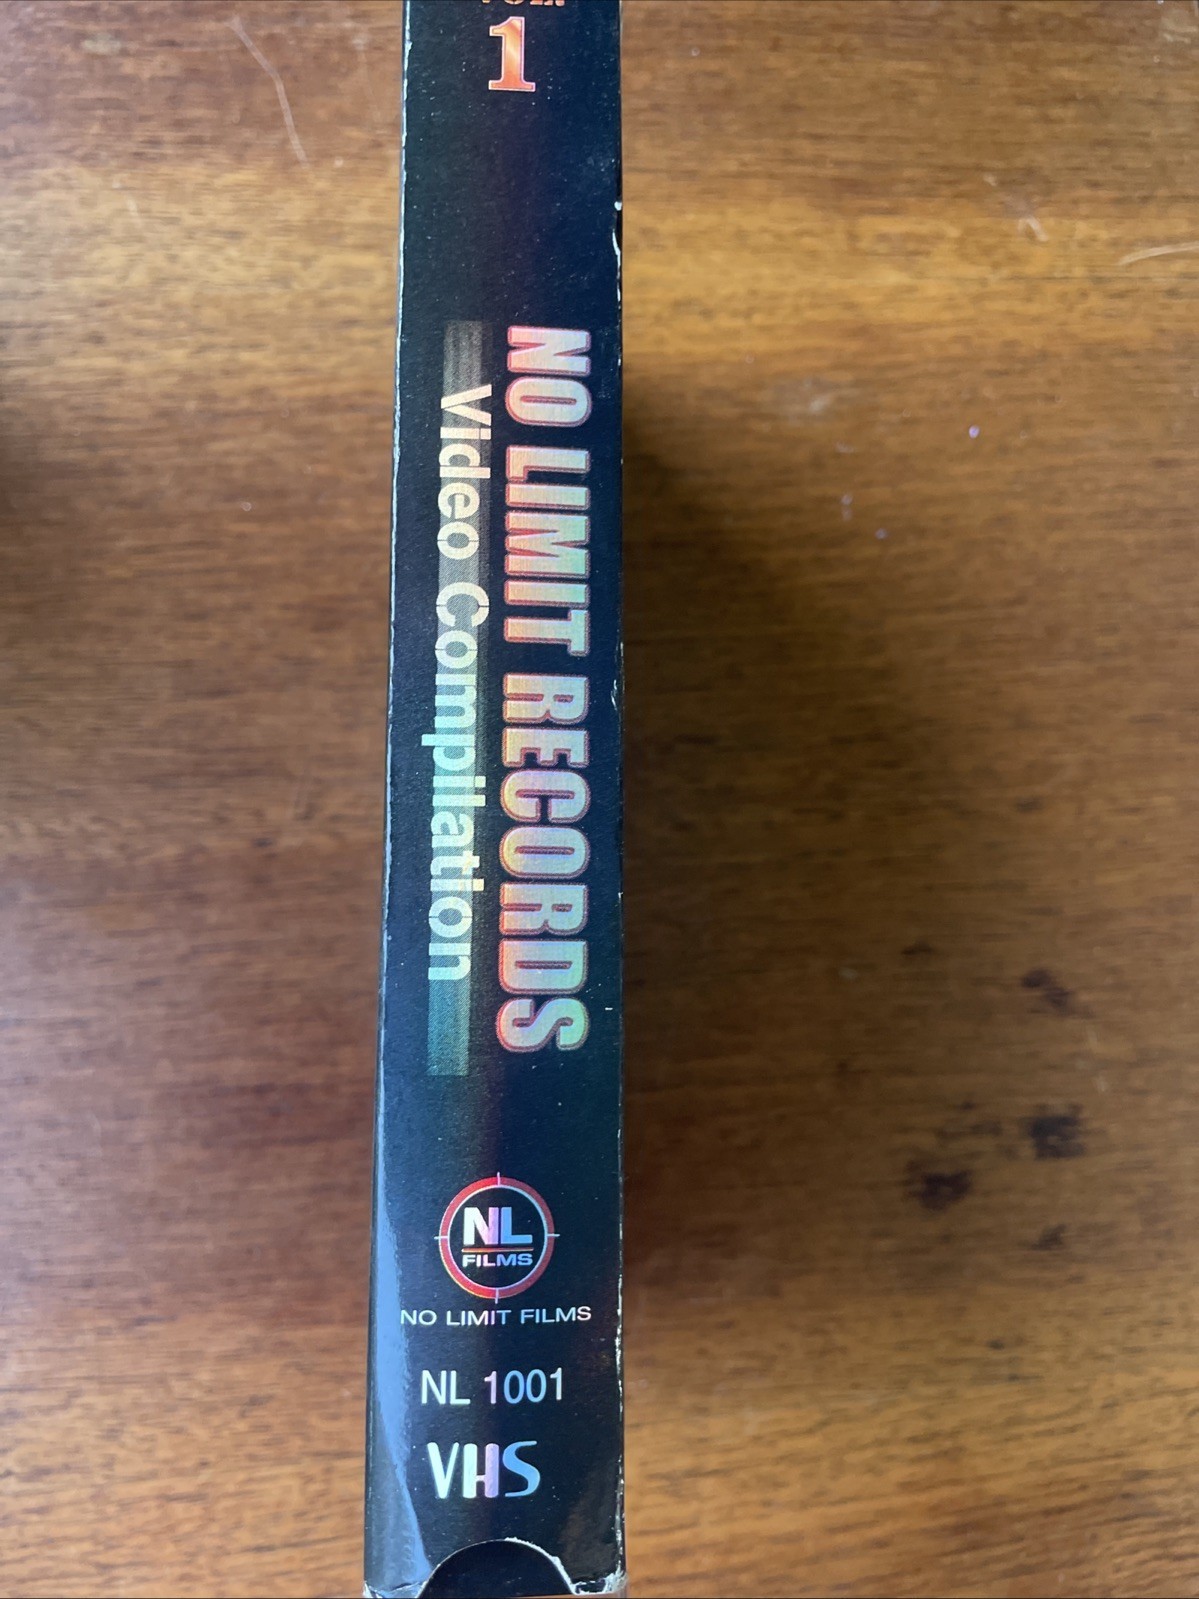 1
NO LIMIT RECORDS
Video Compilation
NL
FILMS
NO LIMIT FILMS
NL 1001
VHS